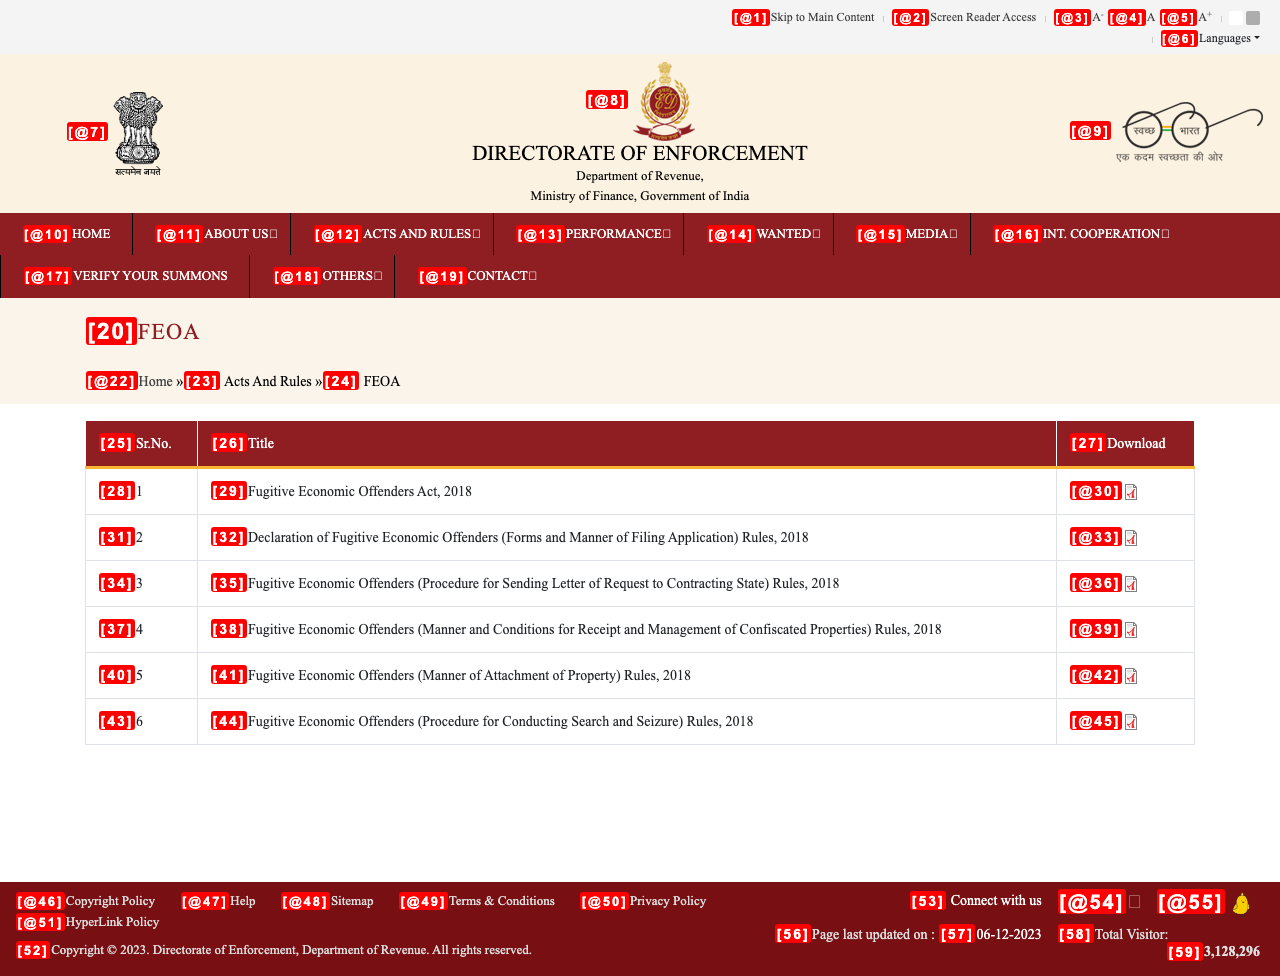 [@1]Skip to Main Content [@2]Screen Reader Access [@3]A- [@4]A [@5]A+
[@6]Languages
[@7]
सत्यमेव जयते
[@8]
DIRECTORATE OF ENFORCEMENT
Department of Revenue,
Ministry of Finance, Government of India
[@9] स्वच्छ भारत
एक कदम स्वच्छता की ओर
[@10]HOME [@11]ABOUT US [@12]ACTS AND RULES [@13]PERFORMANCE [@14]WANTED [@15]MEDIA [@16]INT. COOPERATION
[@17]VERIFY YOUR SUMMONS [@18]OTHERS [@19]CONTACT
[20]FEOA
[@22]Home »[23] Acts And Rules »[24] FEOA
[25]Sr.No. [26]Title [27]Download
[28]1 [29]Fugitive Economic Offenders Act, 2018 [@30]
[31]2 [32]Declaration of Fugitive Economic Offenders (Forms and Manner of Filing Application) Rules, 2018 [@33]
[34]3 [35]Fugitive Economic Offenders (Procedure for Sending Letter of Request to Contracting State) Rules, 2018 [@36]
[37]4 [38]Fugitive Economic Offenders (Manner and Conditions for Receipt and Management of Confiscated Properties) Rules, 2018 [@39]
[40]5 [41]Fugitive Economic Offenders (Manner of Attachment of Property) Rules, 2018 [@42]
[43]6 [44]Fugitive Economic Offenders (Procedure for Conducting Search and Seizure) Rules, 2018 [@45]
[@46]Copyright Policy [@47]Help [@48]Sitemap [@49]Terms & Conditions [@50]Privacy Policy
[@51]HyperLink Policy
[52]Copyright © 2023. Directorate of Enforcement, Department of Revenue. All rights reserved.
[53] Connect with us [@54] [@55]
[56]Page last updated on : [57]06-12-2023 [58]Total Visitor:
[59]3,128,296